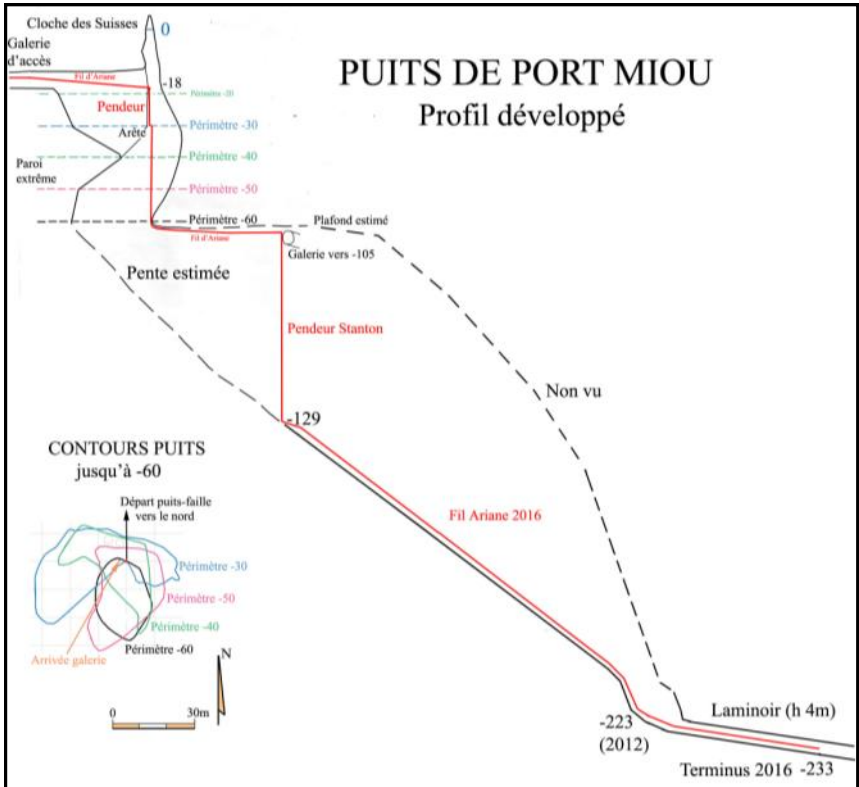 PUITS DE PORT MIOU
Profil développé
Cloche des Suisses
0
Galerie
d'accès
Fil d'Ariane
-18
Périmètre -20
Pendeur
Périmètre -30
Arête
Périmètre -40
Paroi
extrême
Périmètre -50
Périmètre -60
Plafond estimé
Fil d'Ariane
Galerie vers -105
Pente estimée
Pendeur Stanton
Non vu
-129
Fil Ariane 2016
CONTOURS PUITS
jusqu'à -60
Départ puits-faille
vers le nord
Périmètre -30
Périmètre -50
Périmètre -40
Périmètre -60
Arrivée galerie
N
0
30m
Laminoir (h 4m)
-223
(2012)
Terminus 2016 -233